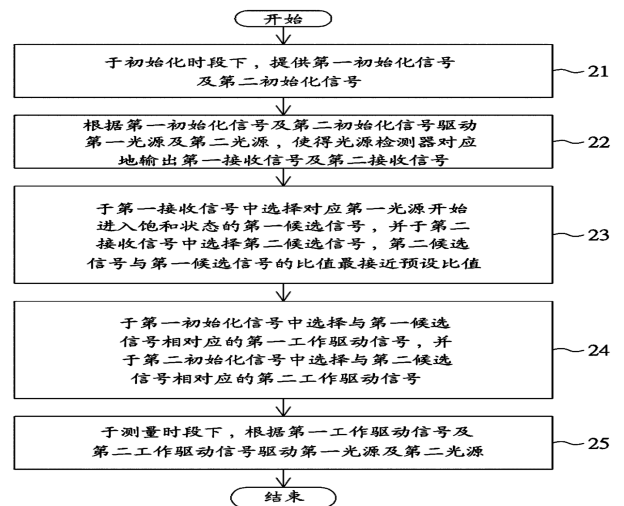 开始
于初始化时段下，提供第一初始化信号
及第二初始化信号
21
根据第一初始化信号及第二初始化信号驱动
第一光源及第二光源，使得光源检测器对应
地输出第一接收信号及第二接收信号
22
于第一接收信号中选择对应第一光源开始
进入饱和状态的第一候选信号，并于第二
接收信号中选择第二候选信号，第二候选
信号与第一候选信号的比值最接近预设比值
23
于第一初始化信号中选择与第一候选
信号相对应的第一工作驱动信号，并
于第二初始化信号中选择与第二候选
信号相对应的第二工作驱动信号
24
于测量时段下，根据第一工作驱动信号及
第二工作驱动信号驱动第一光源及第二光源
25
结束